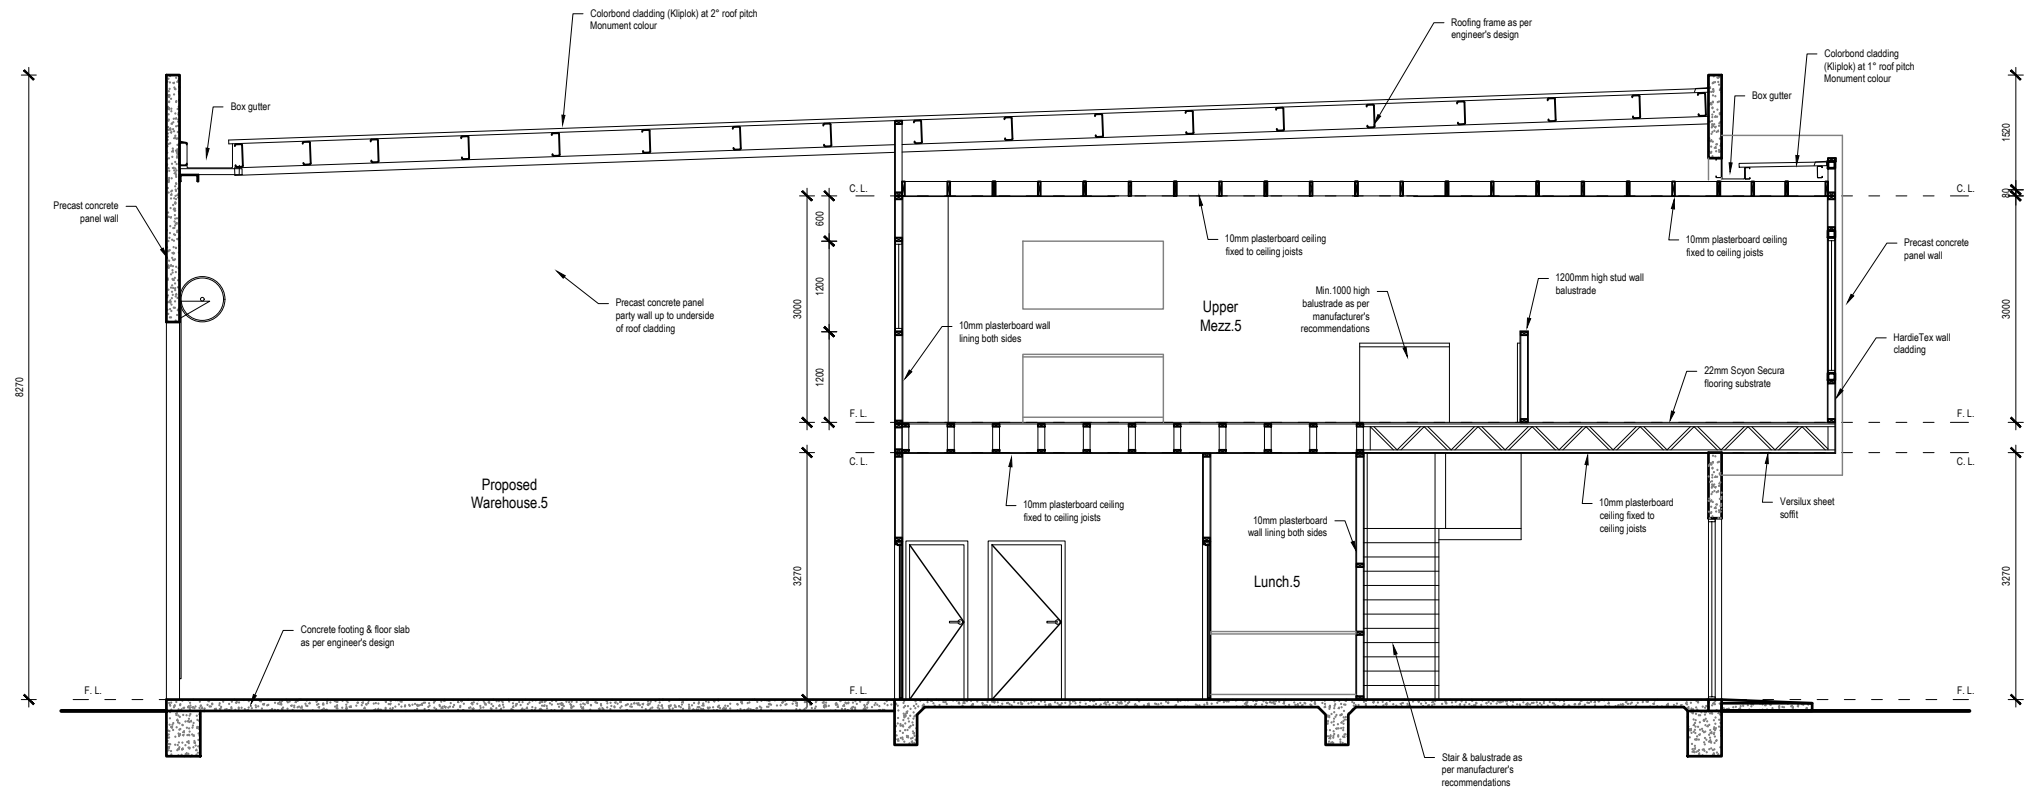 Colorbond cladding (Kliplok) at 2° roof pitch
Monument colour
Roofing frame as per
engineer's design
Colorbond cladding
(Kliplok) at 1° roof pitch
Monument colour
Box gutter
Box gutter
1520
C. L.
C. L.
Precast concrete
panel wall
600
10mm plasterboard ceiling
fixed to ceiling joists
10mm plasterboard ceiling
fixed to ceiling joists
Precast concrete
panel wall
1200
3000
Precast concrete panel
party wall up to underside
of roof cladding
Upper
Mezz.5
Min.1000 high
balustrade as per
manufacturer's
recommendations
1200mm high stud wall
balustrade
3000
10mm plasterboard wall
lining both sides
HardieTex wall
cladding
8270
1200
22mm Scyon Secura
flooring substrate
F. L.
F. L.
C. L.
C. L.
Proposed
Warehouse.5
10mm plasterboard ceiling
fixed to ceiling joists
10mm plasterboard
wall lining both sides
10mm plasterboard
ceiling fixed to
ceiling joists
Versilux sheet
soffit
3270
Lunch.5
3270
Concrete footing & floor slab
as per engineer's design
F. L.
F. L.
F. L.
Stair & balustrade as
per manufacturer's
recommendations